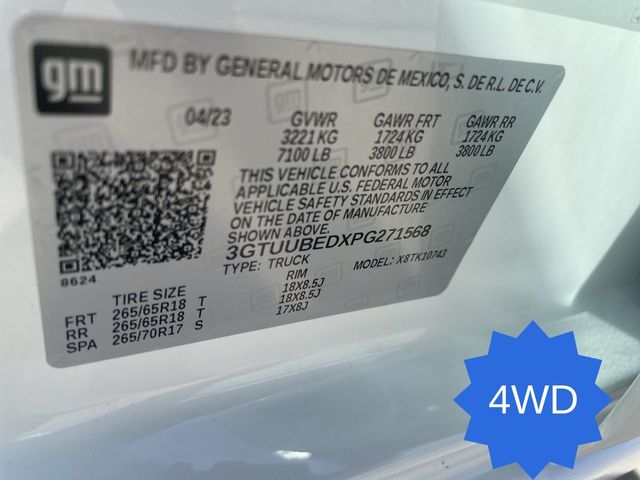 gm
MFD BY GENERAL MOTORS DE MEXICO, S. DE R.L. DE C.V.
04/23 GVWR GAWR FRT GAWR RR
3221 KG 1724 KG 1724 KG
7100 LB 3800 LB 3800 LB
THIS VEHICLE CONFORMS TO ALL
APPLICABLE U.S. FEDERAL MOTOR
VEHICLE SAFETY STANDARDS IN EFFECT
ON THE DATE OF MANUFACTURE
SHOWN ABOVE.
3GTUUBEDXPG271568
TYPE: TRUCK MODEL: X8TK10743
8624
TIRE SIZE RIM
FRT 265/65R18 T 18X8.5J
RR 265/65R18 T 18X8.5J
SPA 265/70R17 S 17X8J
4WD